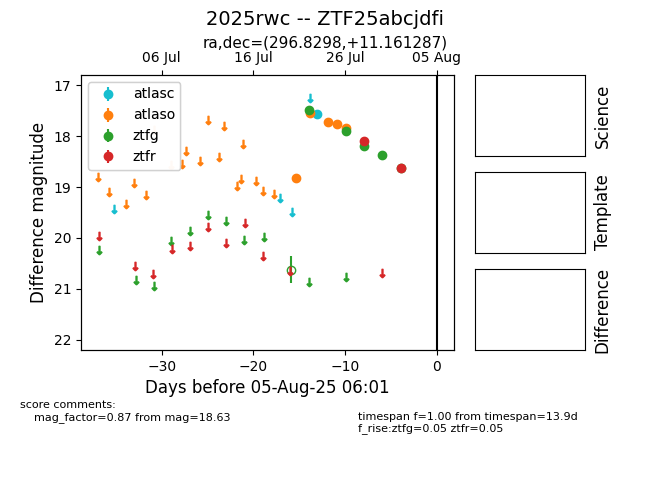 2025rwc -- ZTF25abcjdfi
ra,dec=(296.8298,+11.161287)
06 Jul
16 Jul
26 Jul
05 Aug
17
18
19
20
21
22
Difference magnitude
atlasc
atlaso
ztfg
ztfr
−30
−20
−10
0
Days before 05-Aug-25 06:01
Science
Template
Difference
score comments:
mag_factor=0.87 from mag=18.63
timespan f=1.00 from timespan=13.9d
f_rise:ztfg=0.05 ztfr=0.05